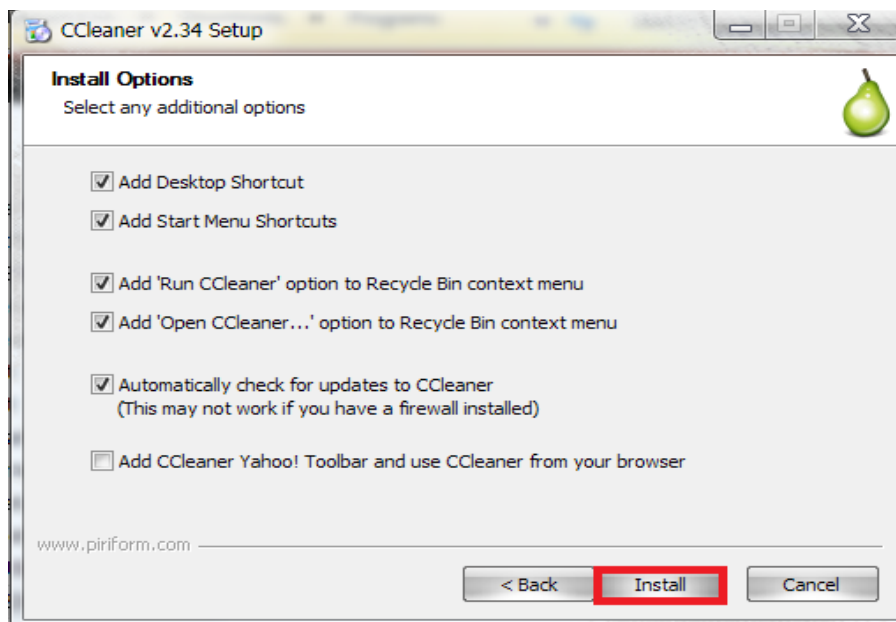 CCleaner v2.34 Setup
Install Options
Select any additional options
Add Desktop Shortcut
Add Start Menu Shortcuts
Add 'Run CCleaner' option to Recycle Bin context menu
Add 'Open CCleaner...' option to Recycle Bin context menu
Automatically check for updates to CCleaner
(This may not work if you have a firewall installed)
Add CCleaner Yahoo! Toolbar and use CCleaner from your browser
www.piriform.com
< Back Install Cancel